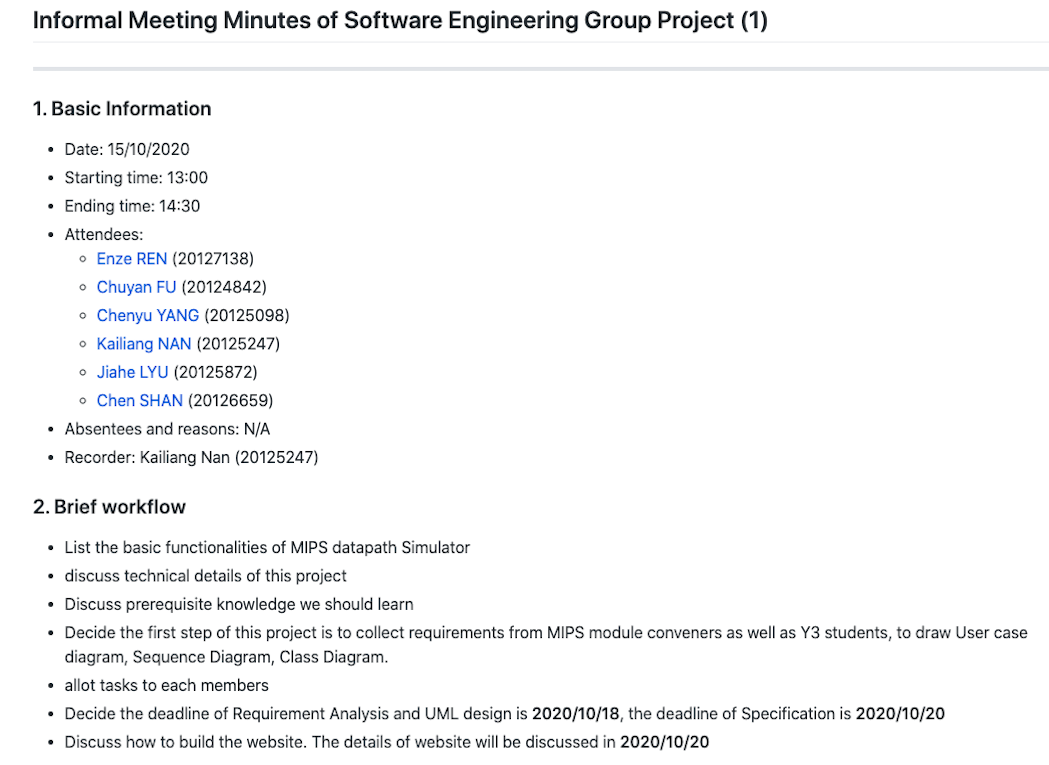 Informal Meeting Minutes of Software Engineering Group Project (1)
1. Basic Information
• Date: 15/10/2020
• Starting time: 13:00
• Ending time: 14:30
• Attendees:
◦ Enze REN (20127138)
◦ Chuyan FU (20124842)
◦ Chenyu YANG (20125098)
◦ Kailiang NAN (20125247)
◦ Jiahe LYU (20125872)
◦ Chen SHAN (20126659)
• Absentees and reasons: N/A
• Recorder: Kailiang Nan (20125247)
2. Brief workflow
• List the basic functionalities of MIPS datapath Simulator
• discuss technical details of this project
• Discuss prerequisite knowledge we should learn
• Decide the first step of this project is to collect requirements from MIPS module conveners as well as Y3 students, to draw User case
diagram, Sequence Diagram, Class Diagram.
• allot tasks to each members
• Decide the deadline of Requirement Analysis and UML design is 2020/10/18, the deadline of Specification is 2020/10/20
• Discuss how to build the website. The details of website will be discussed in 2020/10/20